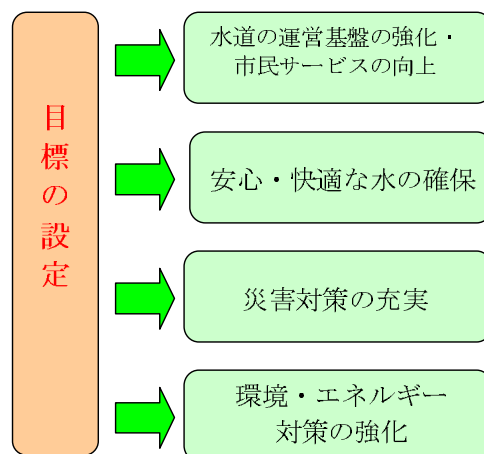 目標の設定
水道の運営基盤の強化・
市民サービスの向上
安心・快適な水の確保
災害対策の充実
環境・エネルギー
対策の強化